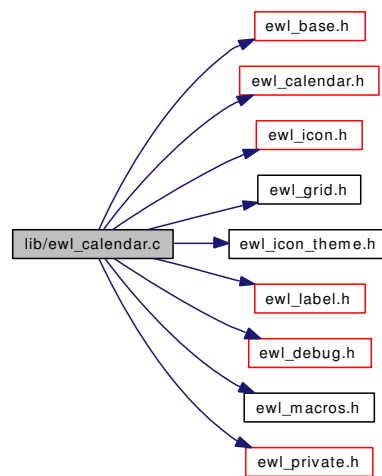 ewl_base.h
ewl_calendar.h
ewl_icon.h
ewl_grid.h
lib/ewl_calendar.c
ewl_icon_theme.h
ewl_label.h
ewl_debug.h
ewl_macros.h
ewl_private.h